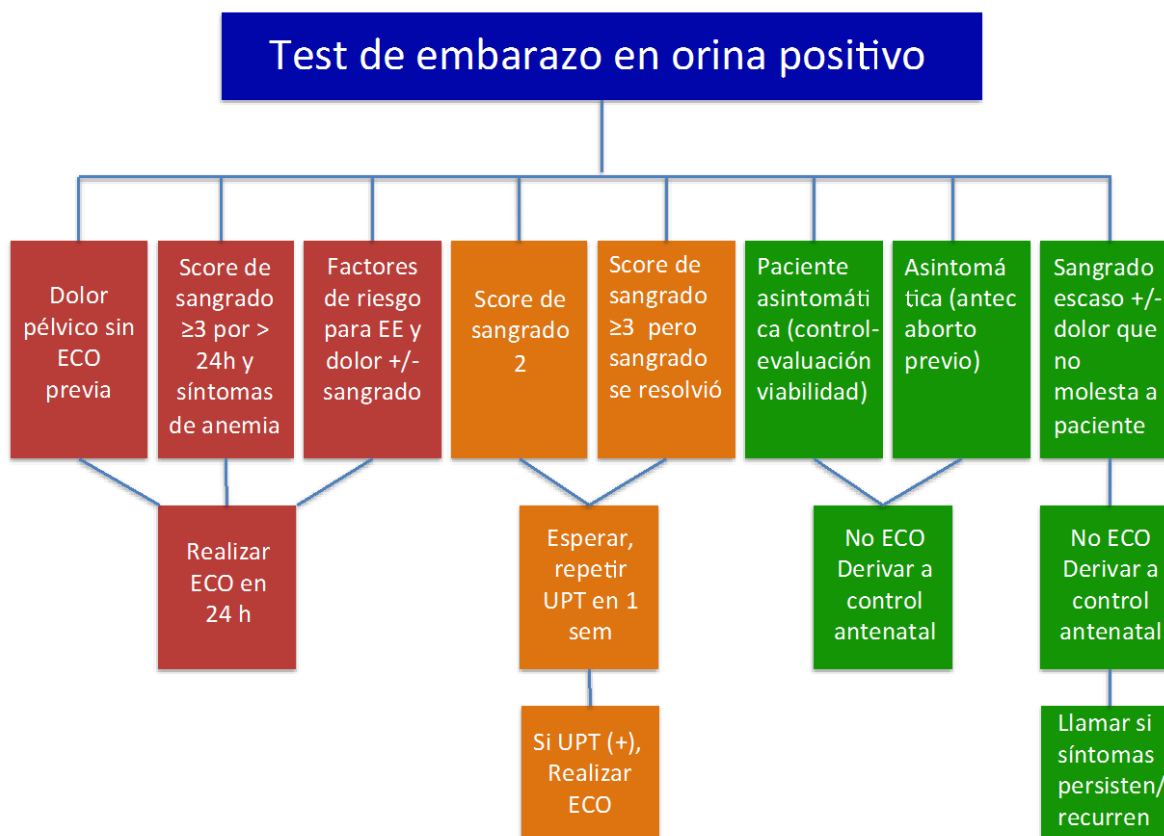 Test de embarazo en orina positivo
Dolor
pélvico sin
ECO
previa
Score de
sangrado
≥3 por >
24h y
síntomas
de anemia
Factores
de riesgo
para EE y
dolor +/-
sangrado
Score de
sangrado
2
Score de
sangrado
≥3 pero
sangrado
se resolvió
Paciente
asintomáti
ca (control-
evaluación
viabilidad)
Asintomá
tica (antec
aborto
previo)
Sangrado
escaso +/-
dolor que
no
molesta a
paciente
Realizar
ECO en
24 h
Esperar,
repetir
UPT en 1
sem
No ECO
Derivar a
control
antenatal
No ECO
Derivar a
control
antenatal
Si UPT (+),
Realizar
ECO
Llamar si
síntomas
persisten/
recurren